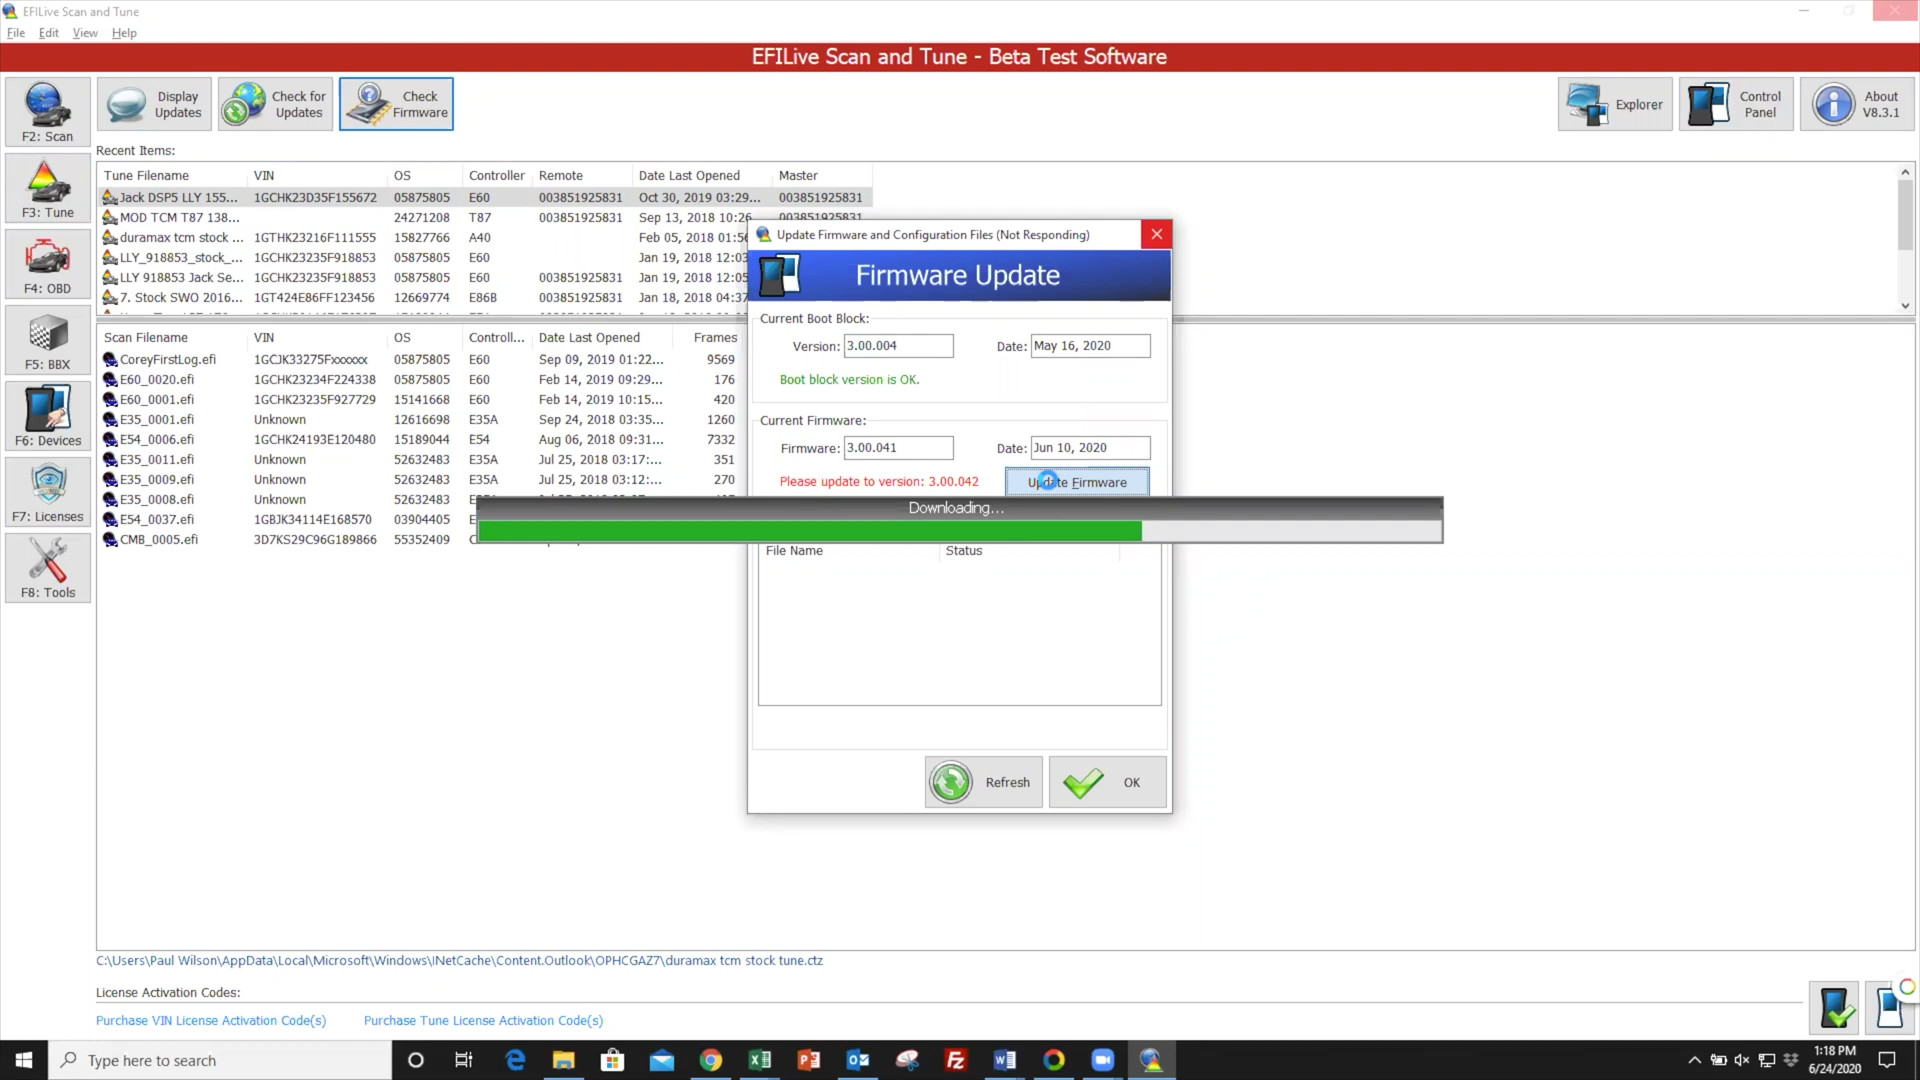 EFILive Scan and Tune
File Edit View Help
EFILive Scan and Tune - Beta Test Software
F2: Scan
Display Updates
Check for Updates
Check Firmware
Explorer
Control Panel
About V8.3.1
F3: Tune
F4: OBD
F5: BBX
F6: Devices
F7: Licenses
F8: Tools
Recent Items:
Tune Filename VIN OS Controller Remote Date Last Opened Master
Jack DSP5 LLY 155... 1GCHK23D35F155672 05875805 E60 003851925831 Oct 30, 2019 03:29... 003851925831
MOD TCM T87 138... 24271208 T87 003851925831 Sep 13, 2018 10:26 003851925831
duramax tcm stock ... 1GTHK23216F111555 15827766 A40 Feb 05, 2018 01:56
LLY_918853_stock_... 1GCHK23235F918853 05875805 E60 Jan 19, 2018 12:03
LLY 918853 Jack Se... 1GCHK23235F918853 05875805 E60 003851925831 Jan 19, 2018 12:05
7. Stock SWO 2016... 1GT424E86FF123456 12669774 E86B 003851925831 Jan 18, 2018 04:37
Scan Filename VIN OS Controll... Date Last Opened Frames
CoreyFirstLog.efi 1GCJK33275Fxxxxxx 05875805 E60 Sep 09, 2019 01:22... 9569
E60_0020.efi 1GCHK23234F224338 05875805 E60 Feb 14, 2019 09:29... 176
E60_0001.efi 1GCHK23235F927729 15141668 E60 Feb 14, 2019 10:15... 420
E35_0001.efi Unknown 12616698 E35A Sep 24, 2018 03:35... 1260
E54_0006.efi 1GCHK24193E120480 15189044 E54 Aug 06, 2018 09:31... 7332
E35_0011.efi Unknown 52632483 E35A Jul 25, 2018 03:17:... 351
E35_0009.efi Unknown 52632483 E35A Jul 25, 2018 03:12:... 270
E35_0008.efi Unknown 52632483
E54_0037.efi 1GBJK34114E168570 03904405
CMB_0005.efi 3D7KS29C96G189866 55352409
Update Firmware and Configuration Files (Not Responding)
Firmware Update
Current Boot Block:
Version: 3.00.004 Date: May 16, 2020
Boot block version is OK.
Current Firmware:
Firmware: 3.00.041 Date: Jun 10, 2020
Please update to version: 3.00.042 Update Firmware
Downloading...
File Name Status
Refresh OK
C:\Users\Paul Wilson\AppData\Local\Microsoft\Windows\INetCache\Content.Outlook\OPHCGAZ7\duramax tcm stock tune.ctz
License Activation Codes:
Purchase VIN License Activation Code(s) Purchase Tune License Activation Code(s)
Type here to search
1:18 PM
6/24/2020